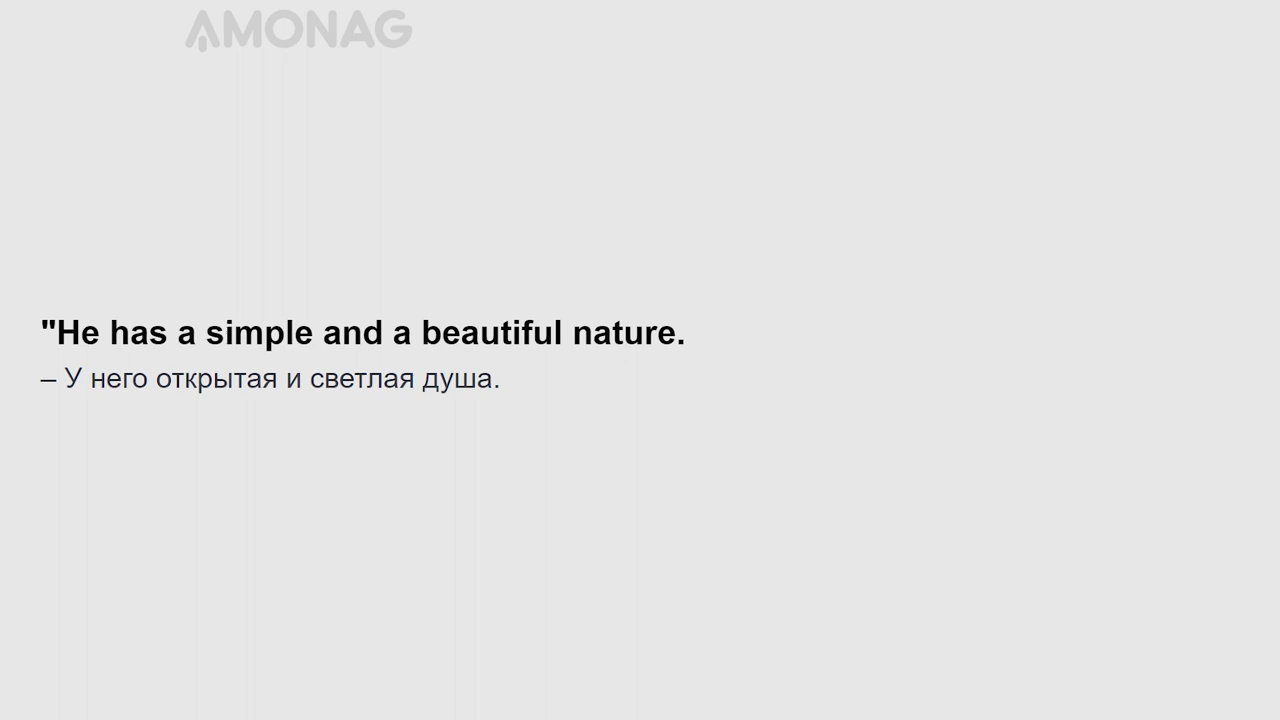 AMONAG
"He has a simple and a beautiful nature.
– У него открытая и светлая душа.